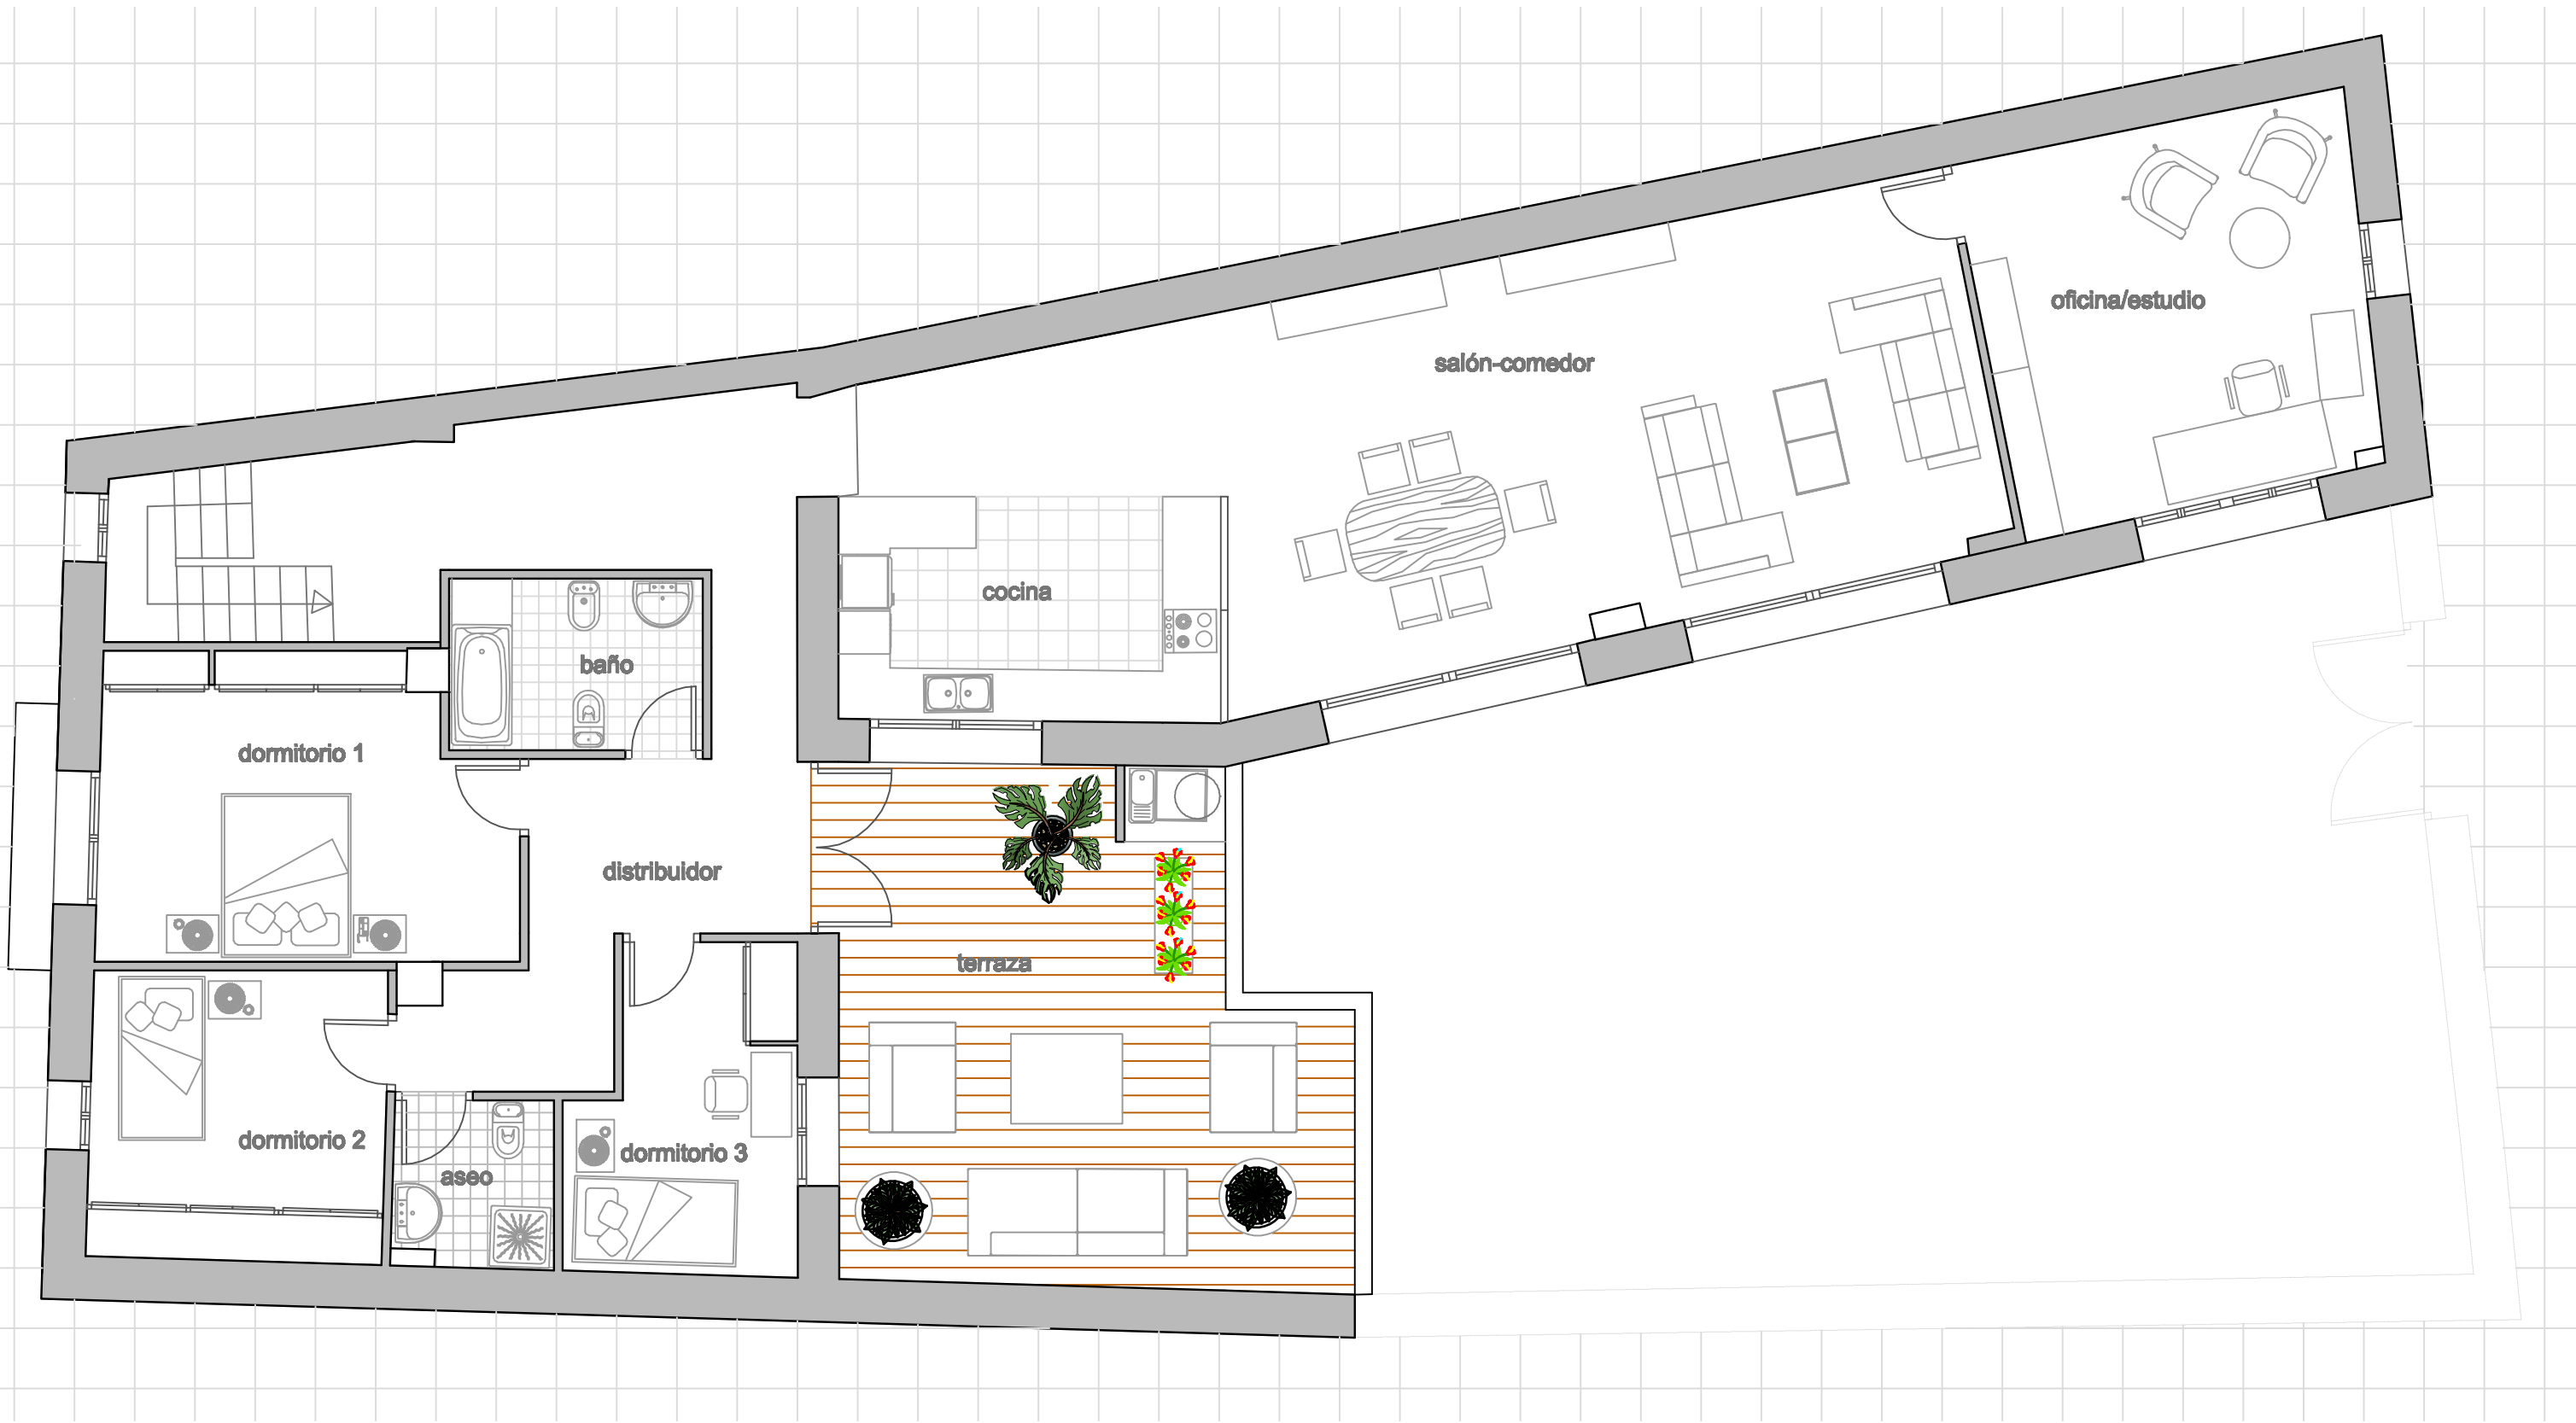 oficina/estudio
salón-comedor
cocina
baño
dormitorio 1
distribuidor
terraza
dormitorio 2
dormitorio 3
aseo